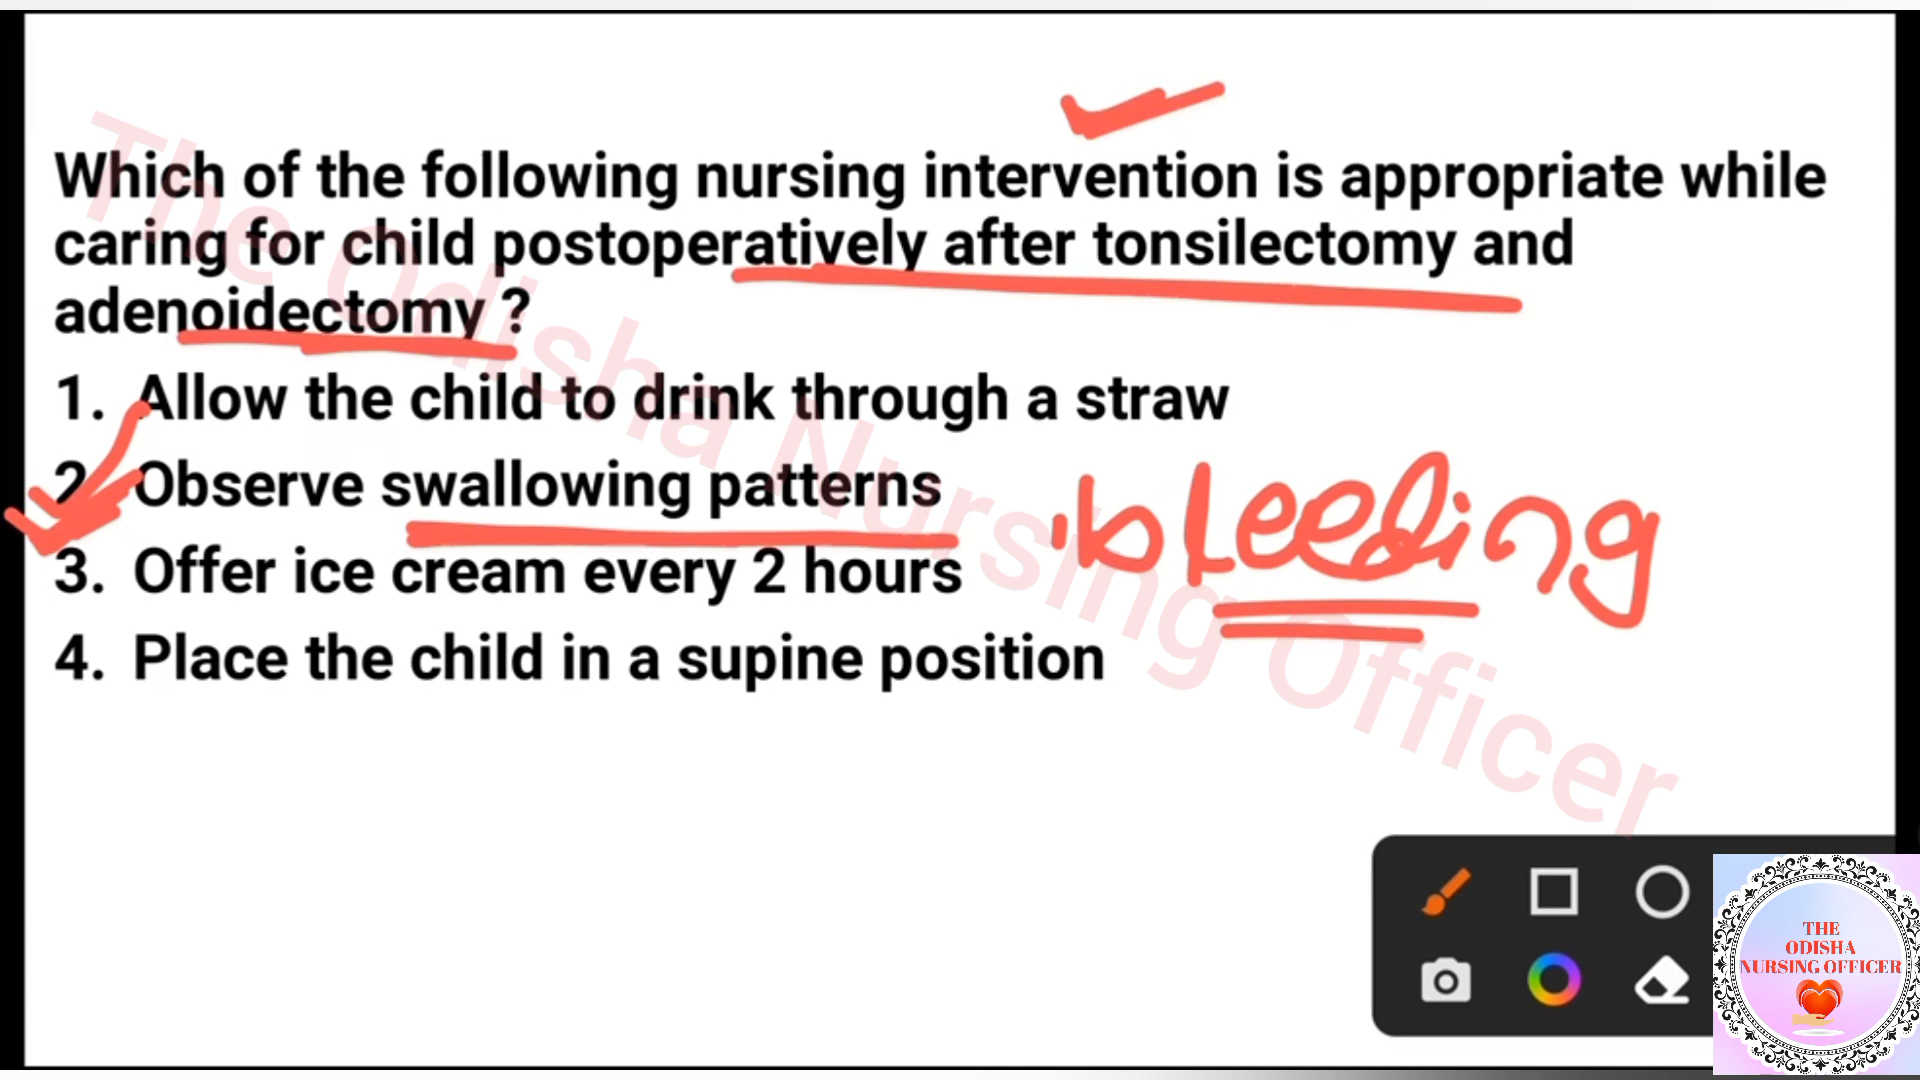 Which of the following nursing intervention is appropriate while
caring for child postoperatively after tonsilectomy and
adenoidectomy ?
1. Allow the child to drink through a straw
2. Observe swallowing patterns
bleeding
3. Offer ice cream every 2 hours
4. Place the child in a supine position
The Odisha Nursing Officer
THE
ODISHA
NURSING OFFICER